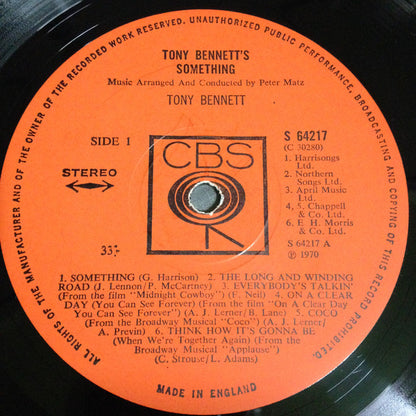 ALL RIGHTS OF THE MANUFACTURER AND OF THE OWNER OF THE RECORDED WORK RESERVED. UNAUTHORIZED PUBLIC PERFORMANCE, BROADCASTING AND COPYING OF THIS RECORD PROHIBITED.
TONY BENNETT'S
SOMETHING
Music Arranged And Conducted by Peter Matz
TONY BENNETT
SIDE 1
STEREO
33
CBS
S 64217
(C 30280)
1. Harrisongs
Ltd.
2. Northern
Songs Ltd.
3. April Music
Ltd.
4, 5. Chappell
& Co. Ltd.
6. E. H. Morris
& Co. Ltd.
S 64217 A
℗ 1970
1. SOMETHING (G. Harrison) 2. THE LONG AND WINDING
ROAD (J. Lennon/P. McCartney) 3. EVERYBODY'S TALKIN'
(From the film "Midnight Cowboy") (F. Neil) 4. ON A CLEAR
DAY (You Can See Forever) (From the film "On A Clear Day
You Can See Forever") (A. J. Lerner/B. Lane) 5. COCO
(From the Broadway Musical "Coco") (A. J. Lerner/
A. Previn) 6. THINK HOW IT'S GONNA BE
(When We're Together Again) (From the
Broadway Musical "Applause")
(C. Strouse/L. Adams)
MADE IN ENGLAND